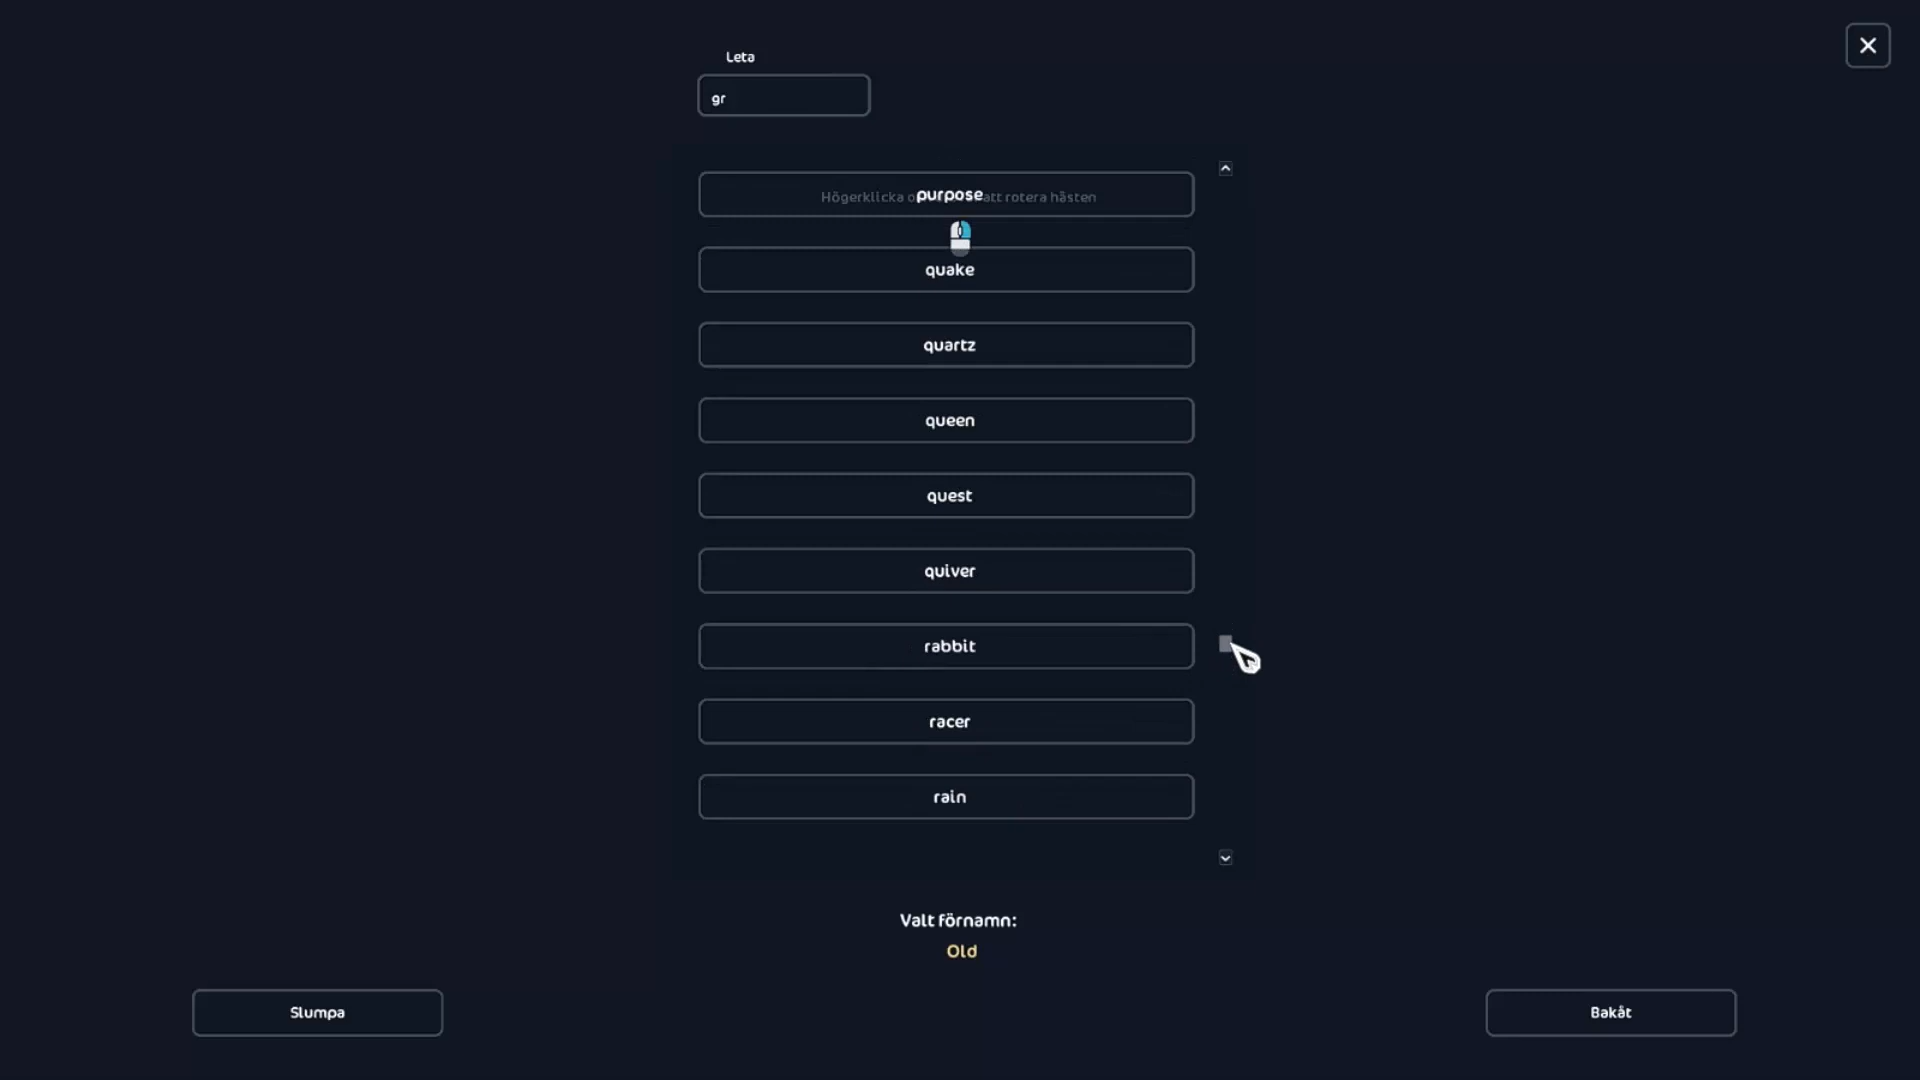 Leta
gr
Högerklicka o
att rotera hästen
purpose
quake
quartz
queen
quest
quiver
rabbit
racer
rain
Valt förnamn:
Old
Slumpa
Bakåt